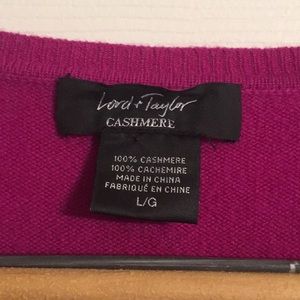 Lord & Taylor
CASHMERE
100% CASHMERE
100% CACHEMIRE
MADE IN CHINA
FABRIQUÉ EN CHINE
L/G